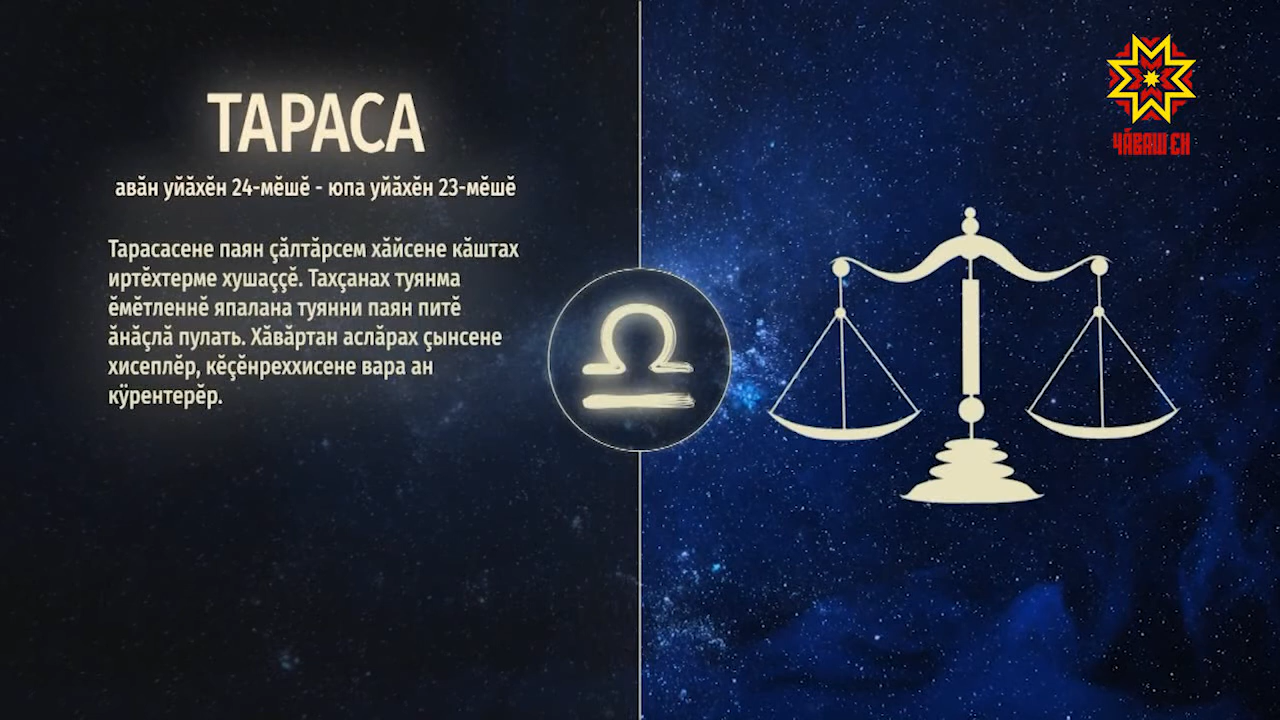 ЧӐВАШ ЕН
ТАРАСА
авӑн уйӑхӗн 24-мӗшӗ - юпа уйӑхӗн 23-мӗшӗ
Тарасасене паян ҫӑлтӑрсем хӑйсене кӑштах
иртӗхтерме хушаҫҫӗ. Тахҫанах туянма
ӗмӗтленнӗ япалана туянни паян питӗ
ӑнӑҫлӑ пулать. Хӑвӑртан аслӑрах ҫынсене
хисеплӗр, кӗҫӗнреххисене вара ан
кӳрентерӗр.